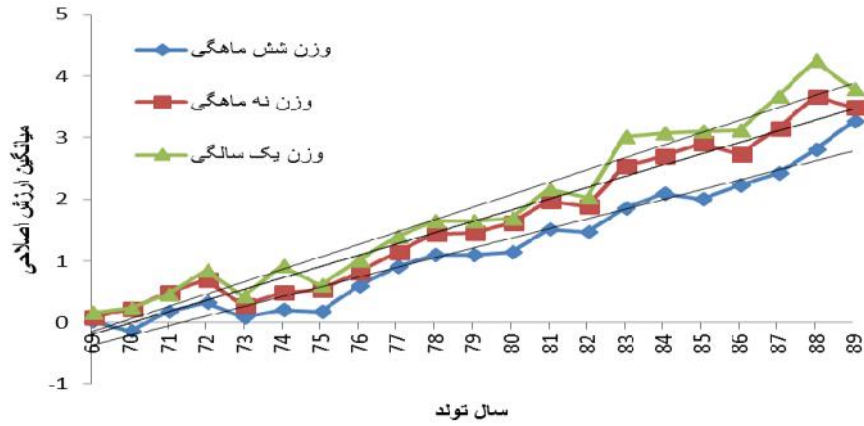 5
4
3
2
1
0
-1
وزن شش ماهگی
وزن نه ماهگی
وزن یک سالگی
میانگین ارزش اصلاحی
69 70 71 72 73 74 75 76 77 78 79 80 81 82 83 84 85 86 87 88 89
سال تولد